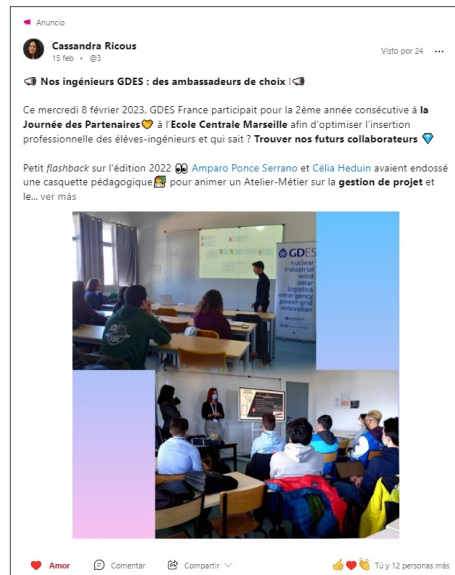 Anuncio
Cassandra Ricous
15 feb • @3
Visto por 24
Nos ingénieurs GDES : des ambassadeurs de choix !
Ce mercredi 8 février 2023, GDES France participait pour la 2ème année consécutive à la
Journée des Partenaires🧡 à l'Ecole Centrale Marseille afin d'optimiser l'insertion
professionnelle des élèves-ingénieurs et qui sait ? Trouver nos futurs collaborateurs 💎
Petit flashback sur l'édition 2022 👀 Amparo Ponce Serrano et Célia Heduin avaient endossé
une casquette pédagogique👩‍🏫 pour animer un Atelier-Métier sur la gestion de projet et
le... ver más
GDES
nuclear
industrial
wind
solar
logistics
emergency
power grid
innovation
Amor
Comentar
Compartir
Tú y 12 personas más